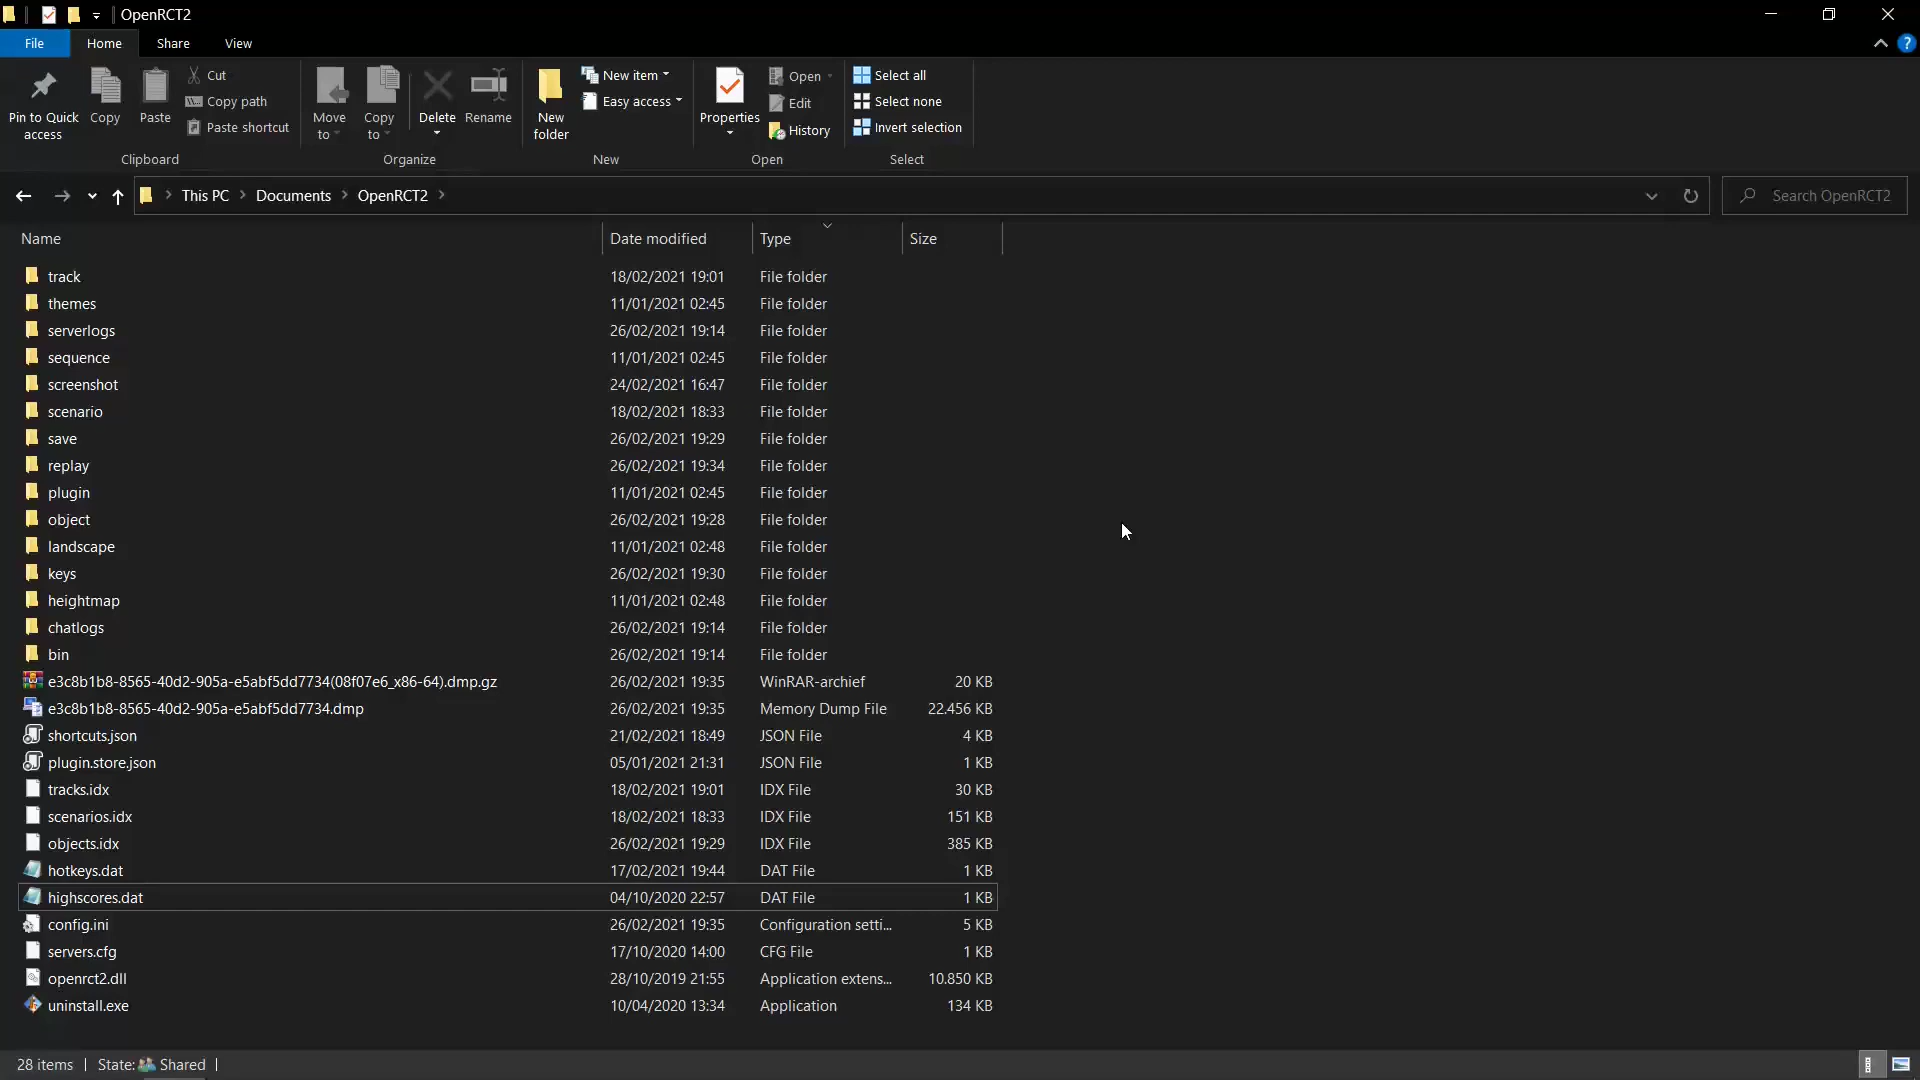 OpenRCT2
File Home Share View
Pin to Quick access
Copy
Paste
Cut
Copy path
Paste shortcut
Clipboard
Move to
Copy to
Delete
Rename
Organize
New folder
New item
Easy access
New
Properties
Open
Edit
History
Open
Select all
Select none
Invert selection
Select
This PC Documents OpenRCT2
Search OpenRCT2
Name Date modified Type Size
track 18/02/2021 19:01 File folder
themes 11/01/2021 02:45 File folder
serverlogs 26/02/2021 19:14 File folder
sequence 11/01/2021 02:45 File folder
screenshot 24/02/2021 16:47 File folder
scenario 18/02/2021 18:33 File folder
save 26/02/2021 19:29 File folder
replay 26/02/2021 19:34 File folder
plugin 11/01/2021 02:45 File folder
object 26/02/2021 19:28 File folder
landscape 11/01/2021 02:48 File folder
keys 26/02/2021 19:30 File folder
heightmap 11/01/2021 02:48 File folder
chatlogs 26/02/2021 19:14 File folder
bin 26/02/2021 19:14 File folder
e3c8b1b8-8565-40d2-905a-e5abf5dd7734(08f07e6_x86-64).dmp.gz 26/02/2021 19:35 WinRAR-archief 20 KB
e3c8b1b8-8565-40d2-905a-e5abf5dd7734.dmp 26/02/2021 19:35 Memory Dump File 22.456 KB
shortcuts.json 21/02/2021 18:49 JSON File 4 KB
plugin.store.json 05/01/2021 21:31 JSON File 1 KB
tracks.idx 18/02/2021 19:01 IDX File 30 KB
scenarios.idx 18/02/2021 18:33 IDX File 151 KB
objects.idx 26/02/2021 19:29 IDX File 385 KB
hotkeys.dat 17/02/2021 19:44 DAT File 1 KB
highscores.dat 04/10/2020 22:57 DAT File 1 KB
config.ini 26/02/2021 19:35 Configuration setti... 5 KB
servers.cfg 17/10/2020 14:00 CFG File 1 KB
openrct2.dll 28/10/2019 21:55 Application extens... 10.850 KB
uninstall.exe 10/04/2020 13:34 Application 134 KB
28 items State: Shared